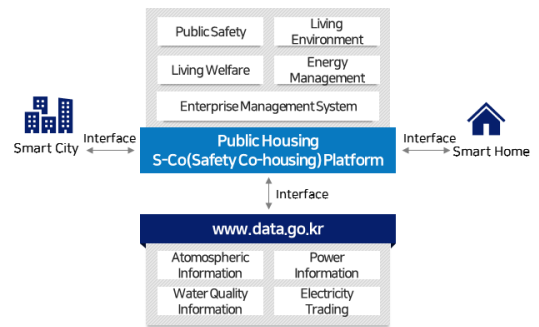 Public Safety
Living
Environment
Living Welfare
Energy
Management
Enterprise Management System
Smart City
Interface
Public Housing
S-Co(Safety Co-housing) Platform
Interface
Smart Home
Interface
www.data.go.kr
Atomospheric
Information
Power
Information
Water Quality
Information
Electricity
Trading